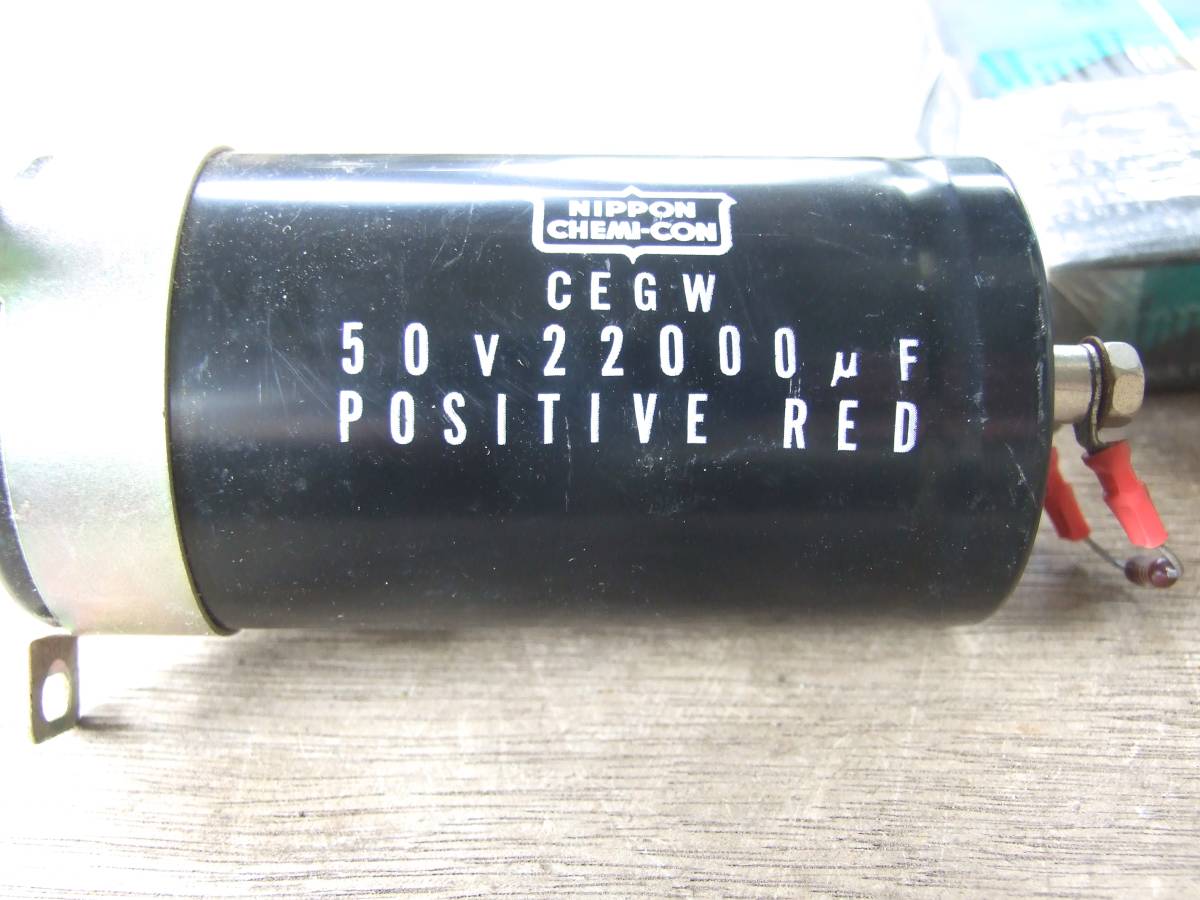 NIPPON
CHEMI-CON
CEGW
50V22000μF
POSITIVE RED